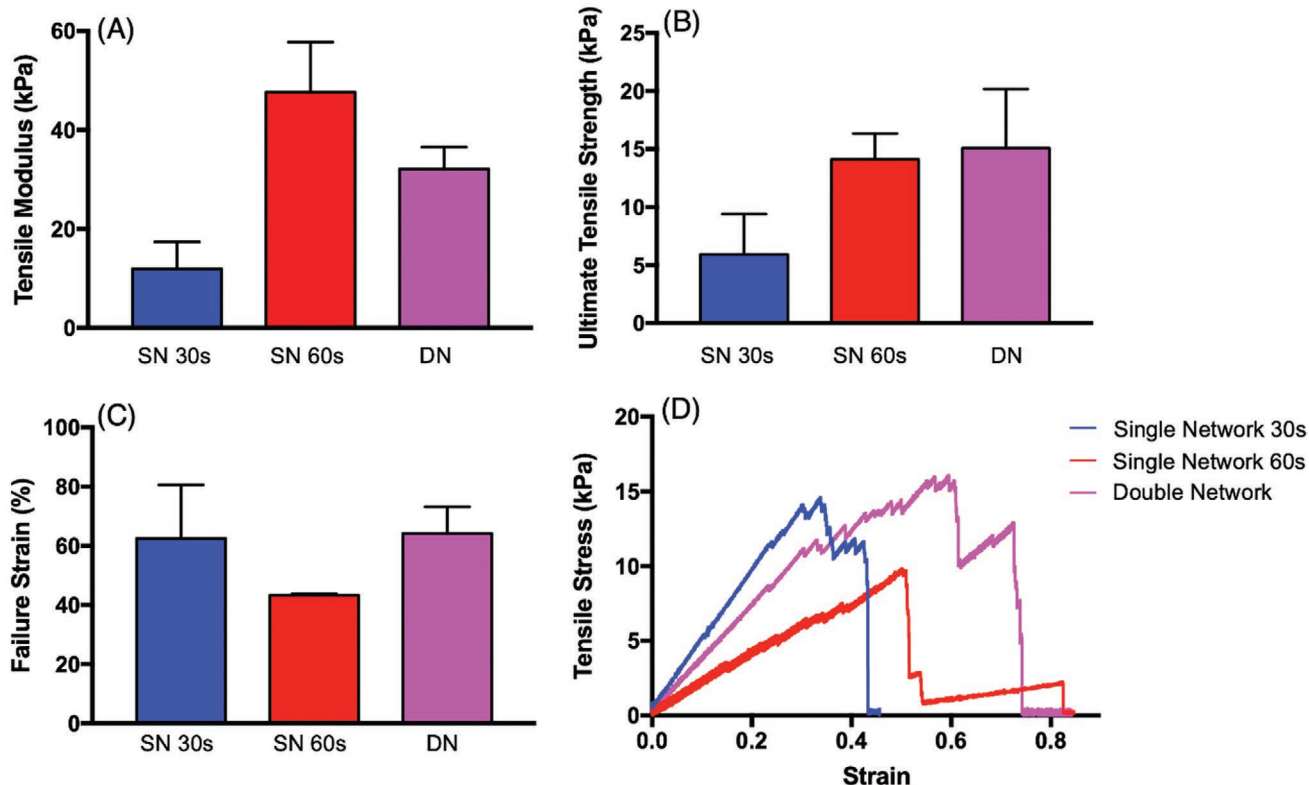 (A)
Tensile Modulus (kPa)
60
40
20
0
SN 30s SN 60s DN
(B)
Ultimate Tensile Strength (kPa)
25
20
15
10
5
0
SN 30s SN 60s DN
(C)
Failure Strain (%)
100
80
60
40
20
0
SN 30s SN 60s DN
(D)
Tensile Stress (kPa)
20
15
10
5
0
0.0 0.2 0.4 0.6 0.8
Strain
Single Network 30s
Single Network 60s
Double Network